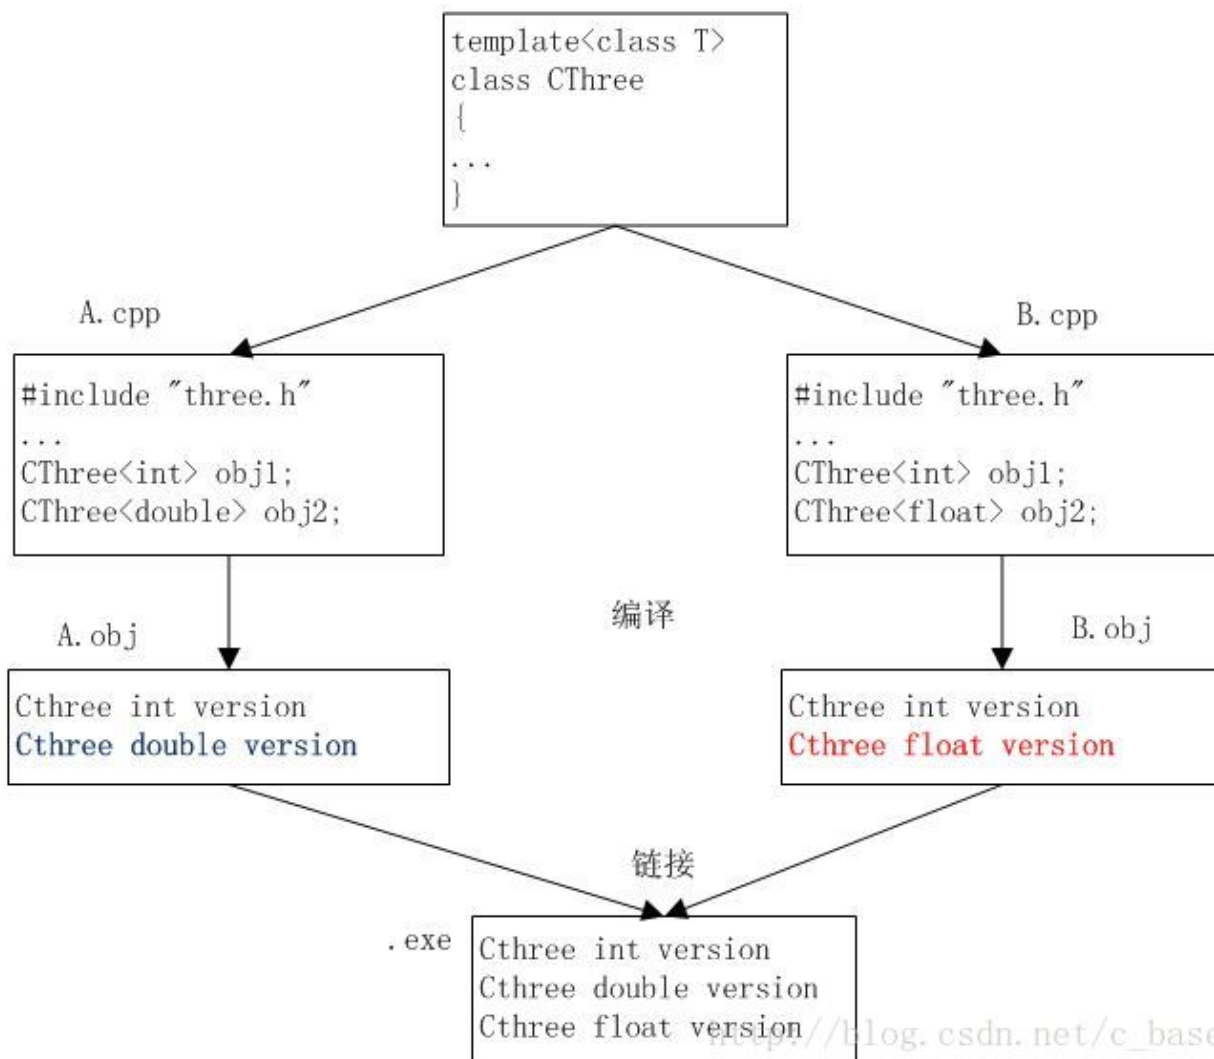 template<class T>
class CThree
{
...
}
A.cpp
B.cpp
#include "three.h"
...
CThree<int> obj1;
CThree<double> obj2;
#include "three.h"
...
CThree<int> obj1;
CThree<float> obj2;
编译
A.obj
B.obj
Cthree int version
Cthree double version
Cthree int version
Cthree float version
链接
.exe
Cthree int version
Cthree double version
Cthree float version
http://blog.csdn.net/c_base